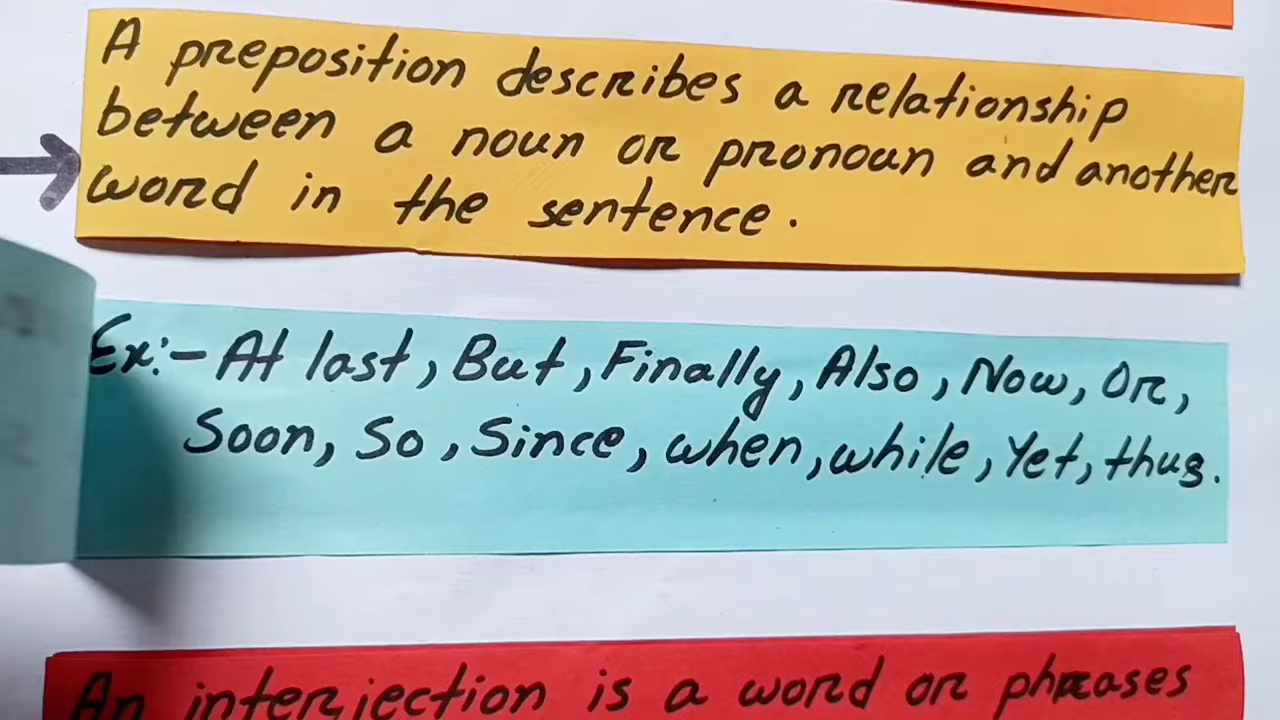 A preposition describes a relationship
between a noun or pronoun and another
word in the sentence.
Ex:- At last, But, Finally, Also, Now, Or,
Soon, So, Since, when, while, Yet, thus.
An interjection is a word or phrases